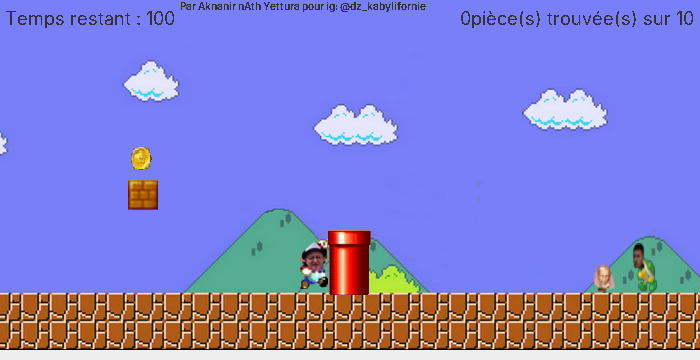 Par Aknanir nAth Yettura pour ig: @dz_kabylifornie
Temps restant : 100
0pièce(s) trouvée(s) sur 10